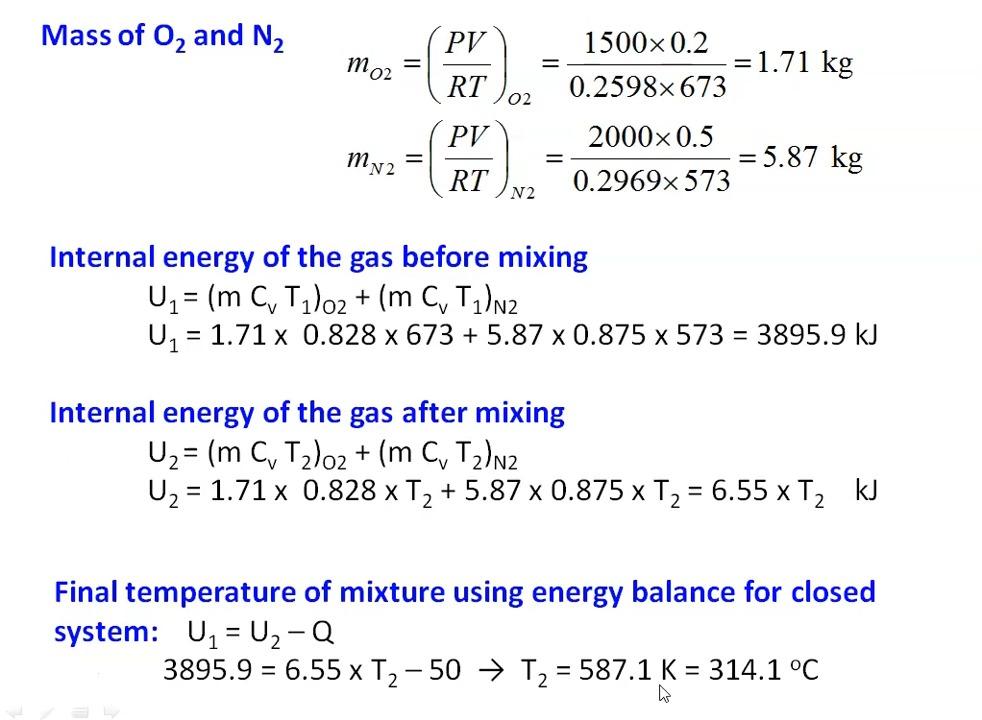 Mass of O₂ and N₂
m_O2 = (PV/RT)_O2 = 1500×0.2/0.2598×673 = 1.71 kg
m_N2 = (PV/RT)_N2 = 2000×0.5/0.2969×573 = 5.87 kg
Internal energy of the gas before mixing
U₁ = (m Cᵥ T₁)O2 + (m Cᵥ T₁)N2
U₁ = 1.71 x 0.828 x 673 + 5.87 x 0.875 x 573 = 3895.9 kJ
Internal energy of the gas after mixing
U₂ = (m Cᵥ T₂)O2 + (m Cᵥ T₂)N2
U₂ = 1.71 x 0.828 x T₂ + 5.87 x 0.875 x T₂ = 6.55 x T₂ kJ
Final temperature of mixture using energy balance for closed
system: U₁ = U₂ – Q
3895.9 = 6.55 x T₂ – 50 → T₂ = 587.1 K = 314.1 ᵒC